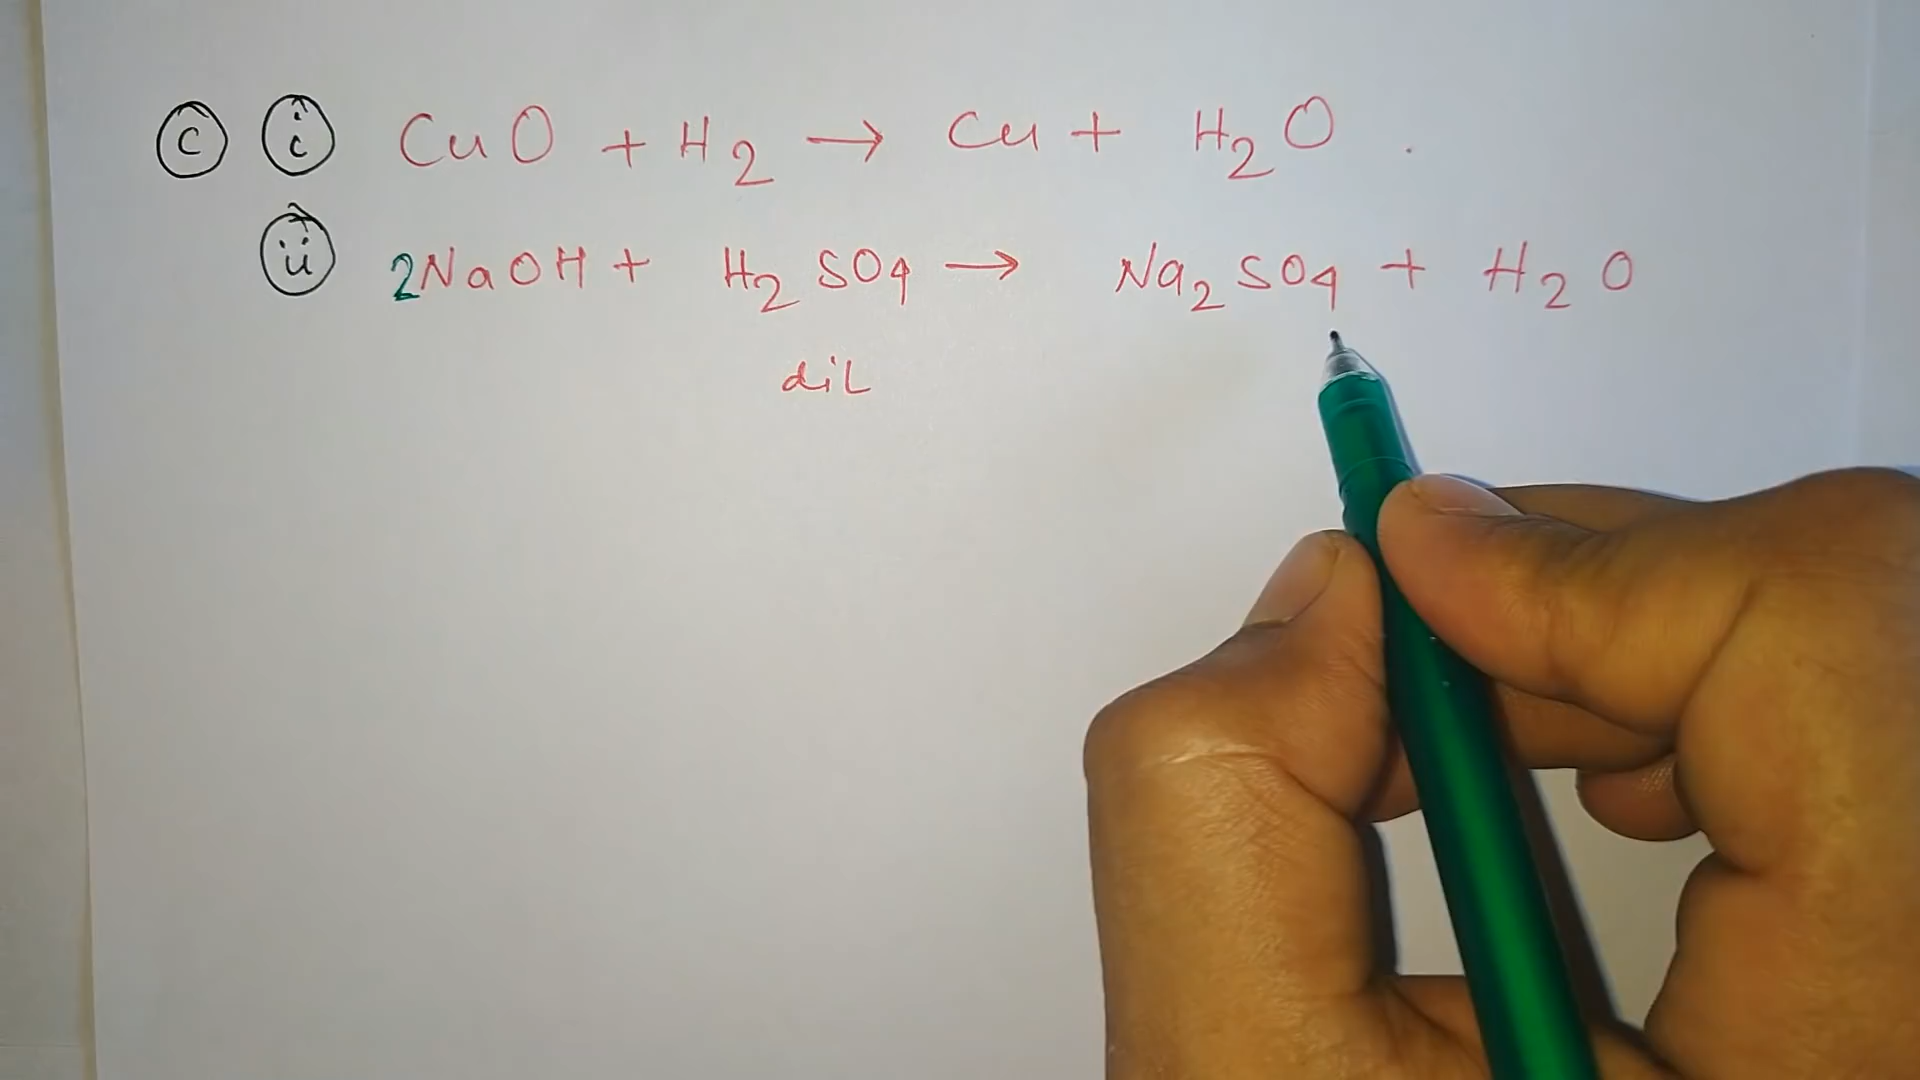 (c) (i) CuO + H2 → Cu + H2O .
(ii) 2NaOH + H2SO4 → Na2SO4 + H2O
dil